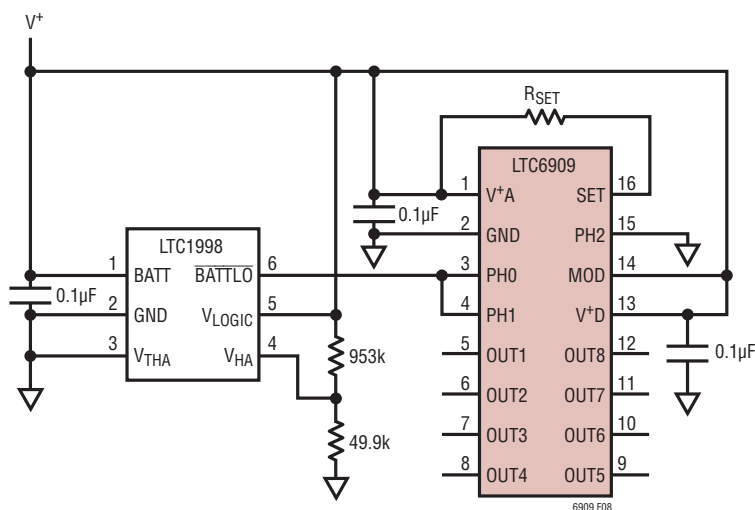 V+
RSET
LTC6909
1 V+A SET 16
0.1µF
2 GND PH2 15
LTC1998
1 BATT BATTLO 6
3 PH0 MOD 14
0.1µF
2 GND VLOGIC 5
4 PH1 V+D 13
3 VTHA VHA 4
953k
5 OUT1 OUT8 12
0.1µF
6 OUT2 OUT7 11
49.9k
7 OUT3 OUT6 10
8 OUT4 OUT5 9
6909 F08